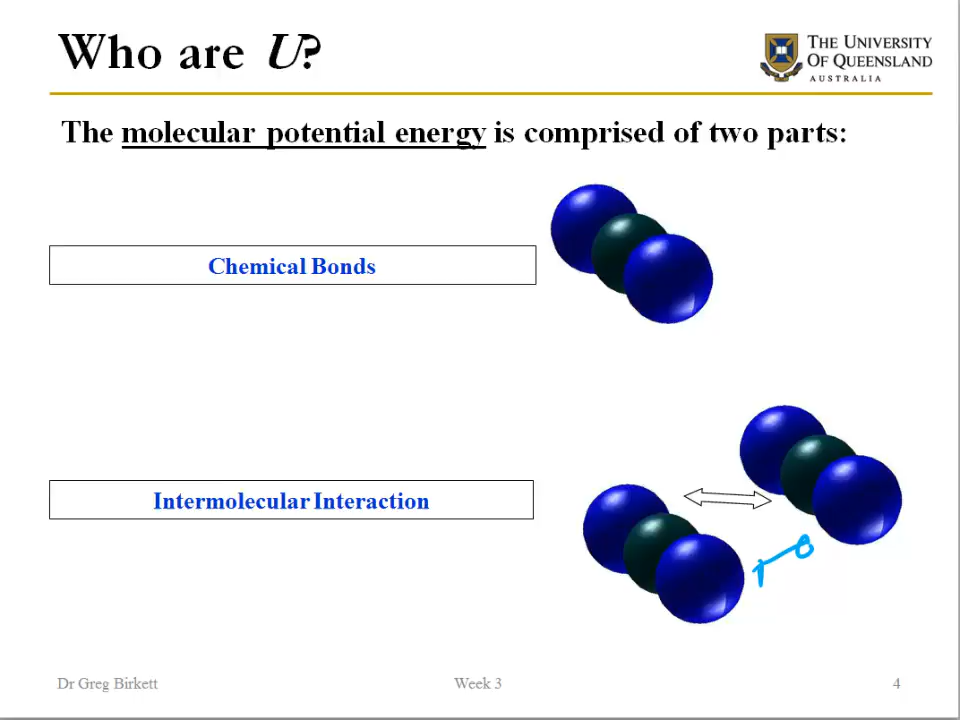 Who are U?
THE UNIVERSITY
OF QUEENSLAND
AUSTRALIA
The molecular potential energy is comprised of two parts:
Chemical Bonds
Intermolecular Interaction
Dr Greg Birkett
Week 3
4